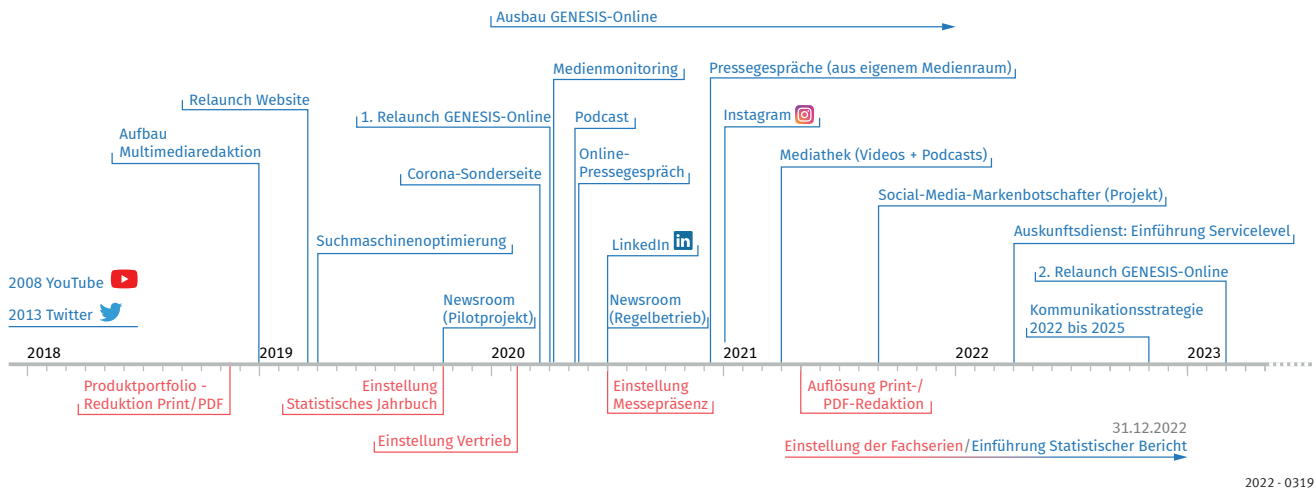 Ausbau GENESIS-Online
Medienmonitoring
Pressegespräche (aus eigenem Medienraum)
Relaunch Website
1. Relaunch GENESIS-Online
Podcast
Instagram
Aufbau
Multimediaredaktion
Online-
Pressegespräch
Mediathek (Videos + Podcasts)
Corona-Sonderseite
Social-Media-Markenbotschafter (Projekt)
Suchmaschinenoptimierung
LinkedIn
in
Auskunftsdienst: Einführung Servicelevel
2008 YouTube
2. Relaunch GENESIS-Online
2013 Twitter
Newsroom
(Pilotprojekt)
Newsroom
(Regelbetrieb)
Kommunikationsstrategie
2022 bis 2025
2018
2019
2020
2021
2022
2023
Produktportfolio -
Reduktion Print/PDF
Einstellung
Statistisches Jahrbuch
Einstellung
Messepräsenz
Auflösung Print-/
PDF-Redaktion
Einstellung Vertrieb
31.12.2022
Einstellung der Fachserien/Einführung Statistischer Bericht
2022 - 0319